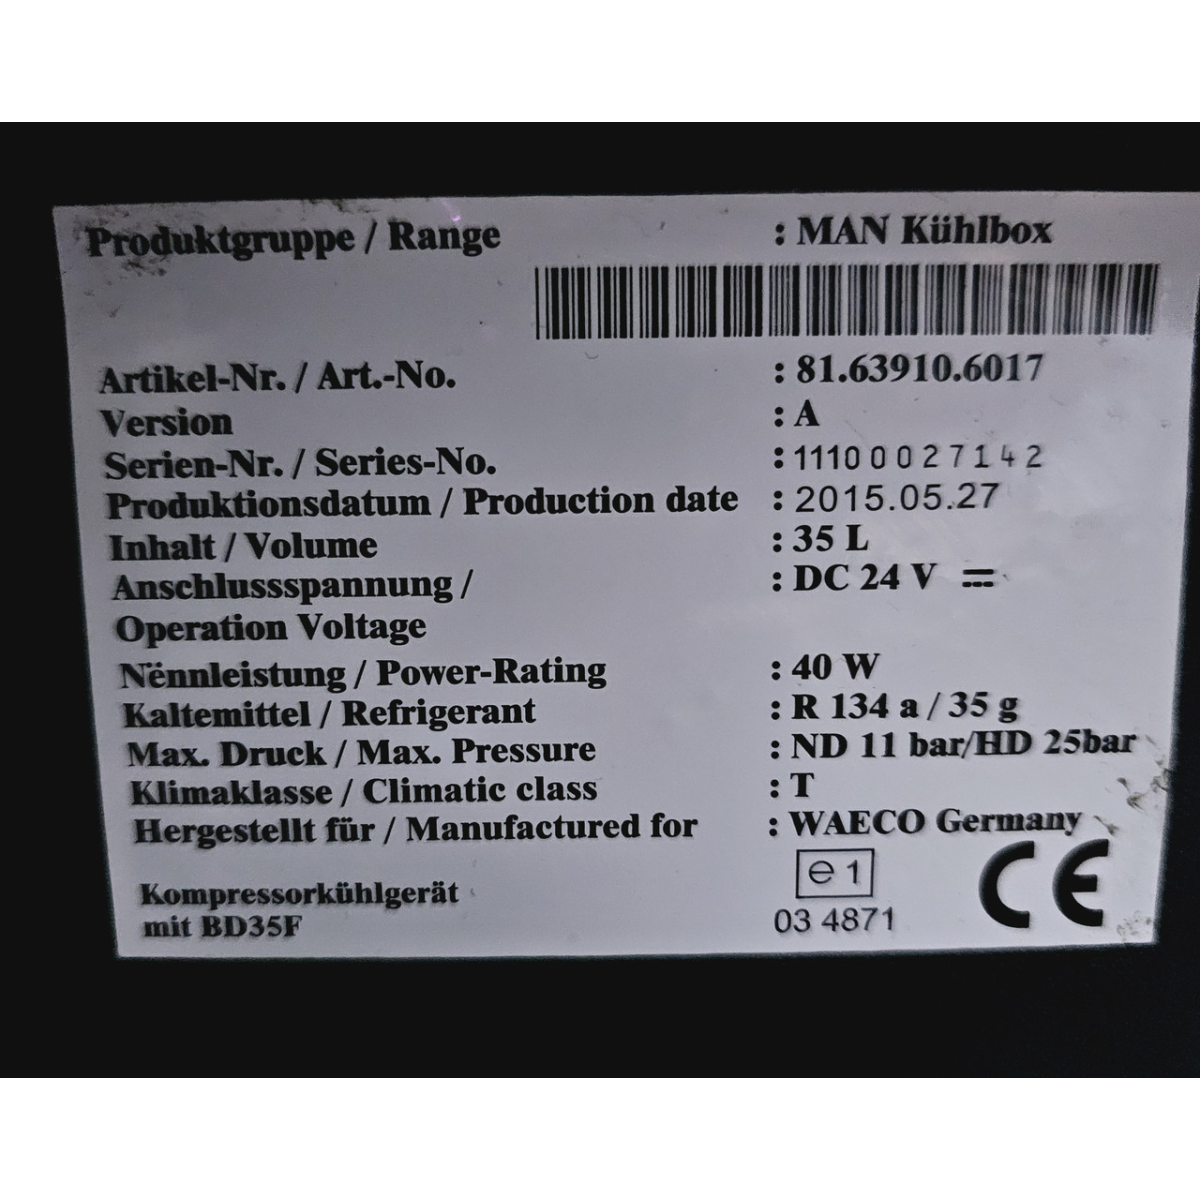 Produktgruppe / Range : MAN Kühlbox
Artikel-Nr. / Art.-No. : 81.63910.6017
Version : A
Serien-Nr. / Series-No. : 11100027142
Produktionsdatum / Production date : 2015.05.27
Inhalt / Volume : 35 L
Anschlussspannung / : DC 24 V ⎓
Operation Voltage
Nennleistung / Power-Rating : 40 W
Kaltemittel / Refrigerant : R 134 a / 35 g
Max. Druck / Max. Pressure : ND 11 bar/HD 25bar
Klimaklasse / Climatic class : T
Hergestellt für / Manufactured for : WAECO Germany
Kompressorkühlgerät
mit BD35F
e 1
03 4871
CE